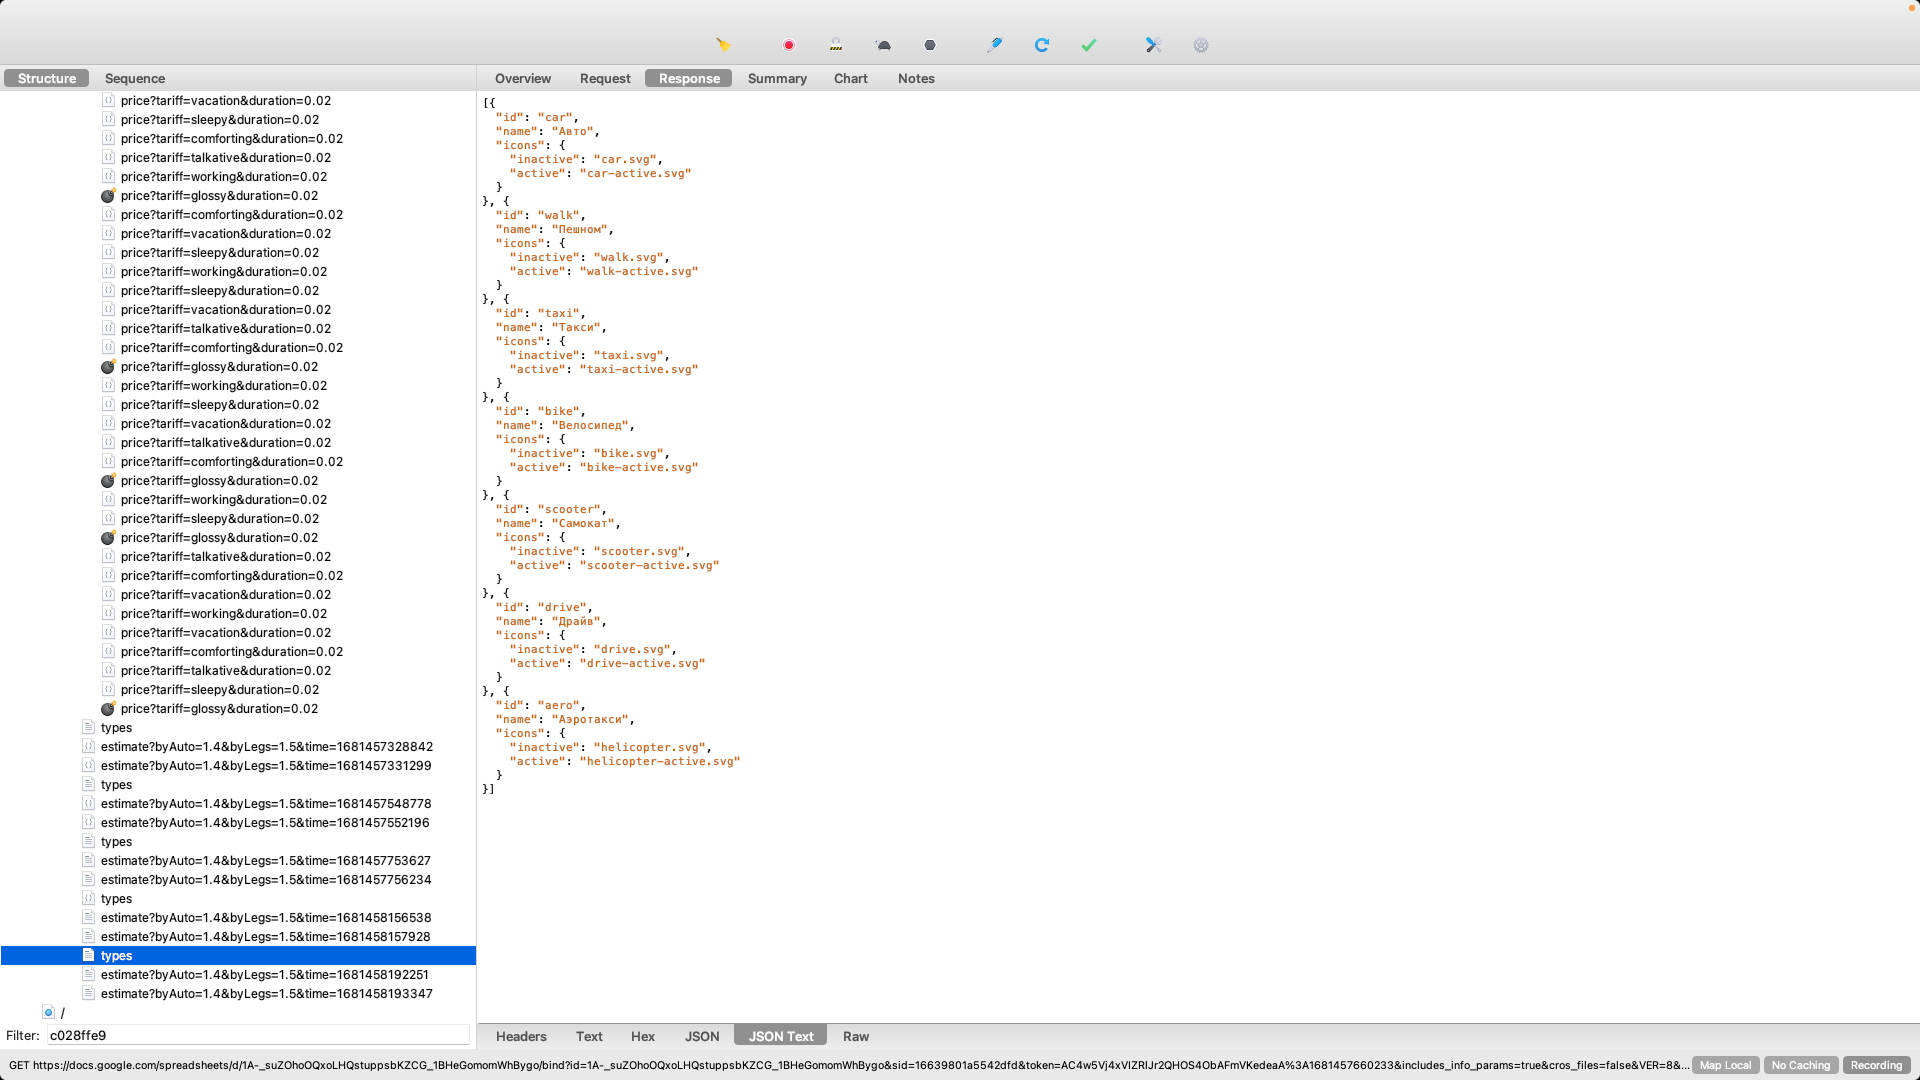 Structure
Sequence
Overview
Request
Response
Summary
Chart
Notes
price?tariff=vacation&duration=0.02
price?tariff=sleepy&duration=0.02
price?tariff=comforting&duration=0.02
price?tariff=talkative&duration=0.02
price?tariff=working&duration=0.02
price?tariff=glossy&duration=0.02
price?tariff=comforting&duration=0.02
price?tariff=vacation&duration=0.02
price?tariff=sleepy&duration=0.02
price?tariff=working&duration=0.02
price?tariff=sleepy&duration=0.02
price?tariff=vacation&duration=0.02
price?tariff=talkative&duration=0.02
price?tariff=comforting&duration=0.02
price?tariff=glossy&duration=0.02
price?tariff=working&duration=0.02
price?tariff=sleepy&duration=0.02
price?tariff=vacation&duration=0.02
price?tariff=talkative&duration=0.02
price?tariff=comforting&duration=0.02
price?tariff=glossy&duration=0.02
price?tariff=working&duration=0.02
price?tariff=sleepy&duration=0.02
price?tariff=glossy&duration=0.02
price?tariff=talkative&duration=0.02
price?tariff=comforting&duration=0.02
price?tariff=vacation&duration=0.02
price?tariff=working&duration=0.02
price?tariff=vacation&duration=0.02
price?tariff=comforting&duration=0.02
price?tariff=talkative&duration=0.02
price?tariff=sleepy&duration=0.02
price?tariff=glossy&duration=0.02
types
estimate?byAuto=1.4&byLegs=1.5&time=1681457328842
estimate?byAuto=1.4&byLegs=1.5&time=1681457331299
types
estimate?byAuto=1.4&byLegs=1.5&time=1681457548778
estimate?byAuto=1.4&byLegs=1.5&time=1681457552196
types
estimate?byAuto=1.4&byLegs=1.5&time=1681457753627
estimate?byAuto=1.4&byLegs=1.5&time=1681457756234
types
estimate?byAuto=1.4&byLegs=1.5&time=1681458156538
estimate?byAuto=1.4&byLegs=1.5&time=1681458157928
types
estimate?byAuto=1.4&byLegs=1.5&time=1681458192251
estimate?byAuto=1.4&byLegs=1.5&time=1681458193347
/
Filter: c028ffe9
[{
"id": "car",
"name": "Авто",
"icons": {
"inactive": "car.svg",
"active": "car-active.svg"
}
}, {
"id": "walk",
"name": "Пешном",
"icons": {
"inactive": "walk.svg",
"active": "walk-active.svg"
}
}, {
"id": "taxi",
"name": "Такси",
"icons": {
"inactive": "taxi.svg",
"active": "taxi-active.svg"
}
}, {
"id": "bike",
"name": "Велосипед",
"icons": {
"inactive": "bike.svg",
"active": "bike-active.svg"
}
}, {
"id": "scooter",
"name": "Самокат",
"icons": {
"inactive": "scooter.svg",
"active": "scooter-active.svg"
}
}, {
"id": "drive",
"name": "Драйв",
"icons": {
"inactive": "drive.svg",
"active": "drive-active.svg"
}
}, {
"id": "aero",
"name": "Аэротакси",
"icons": {
"inactive": "helicopter.svg",
"active": "helicopter-active.svg"
}
}]
Headers
Text
Hex
JSON
JSON Text
Raw
GET https://docs.google.com/spreadsheets/d/1A-_suZOhoOQxoLHQstuppsbKZCG_1BHeGomomWhBygo/bind?id=1A-_suZOhoOQxoLHQstuppsbKZCG_1BHeGomomWhBygo&sid=16639801a5542dfd&token=AC4w5Vj4xVIZRIJr2QHOS4ObAFmVKedeaA%3A1681457660233&includes_info_params=true&cros_files=false&VER=8&...
Map Local
No Caching
Recording